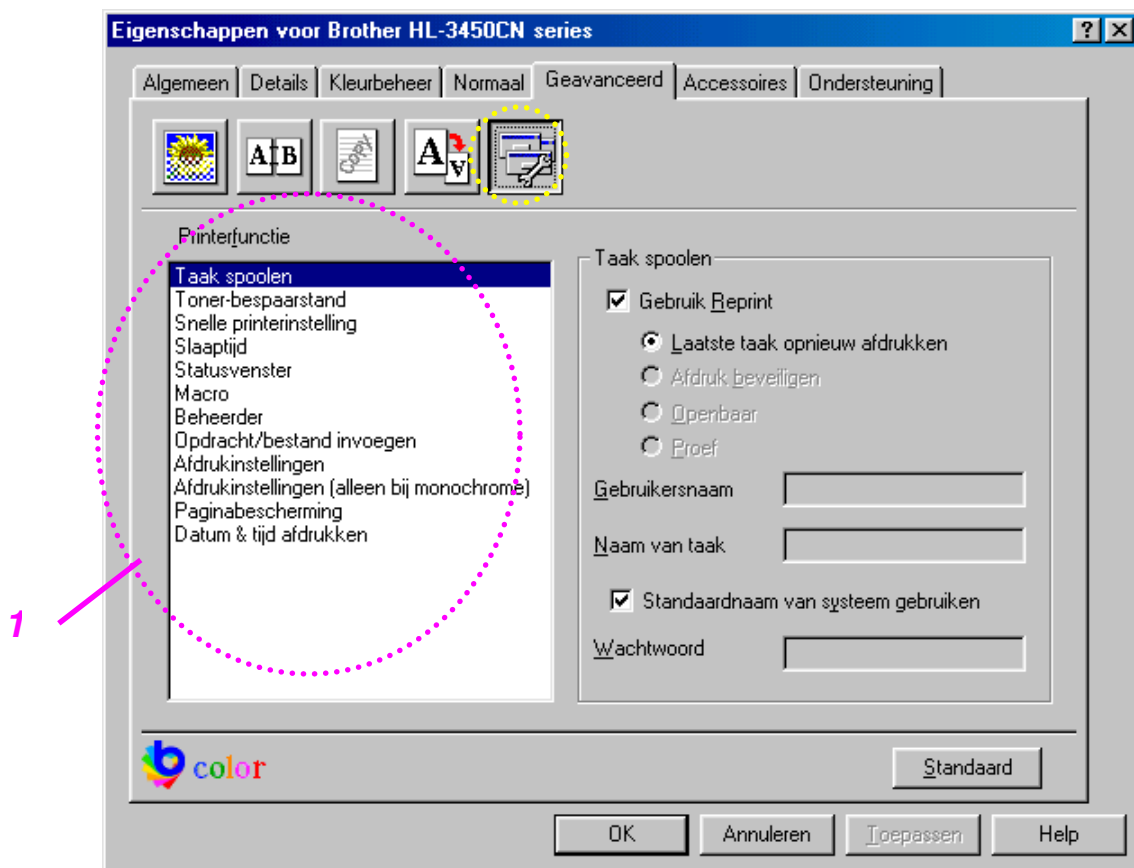 Eigenschappen voor Brother HL-3450CN series
Algemeen Details Kleurbeheer Normaal Geavanceerd Accessoires Ondersteuning
A B COPY A A
Printerfunctie
Taak spoolen
Toner-bespaarstand
Snelle printerinstelling
Slaaptijd
Statusvenster
Macro
Beheerder
Opdracht/bestand invoegen
Afdrukinstellingen
Afdrukinstellingen (alleen bij monochrome)
Paginabescherming
Datum & tijd afdrukken
1
Taak spoolen
Gebruik Reprint
Laatste taak opnieuw afdrukken
Afdruk beveiligen
Openbaar
Proef
Gebruikersnaam
Naam van taak
Standaardnaam van systeem gebruiken
Wachtwoord
b color
Standaard
OK Annuleren Toepassen Help